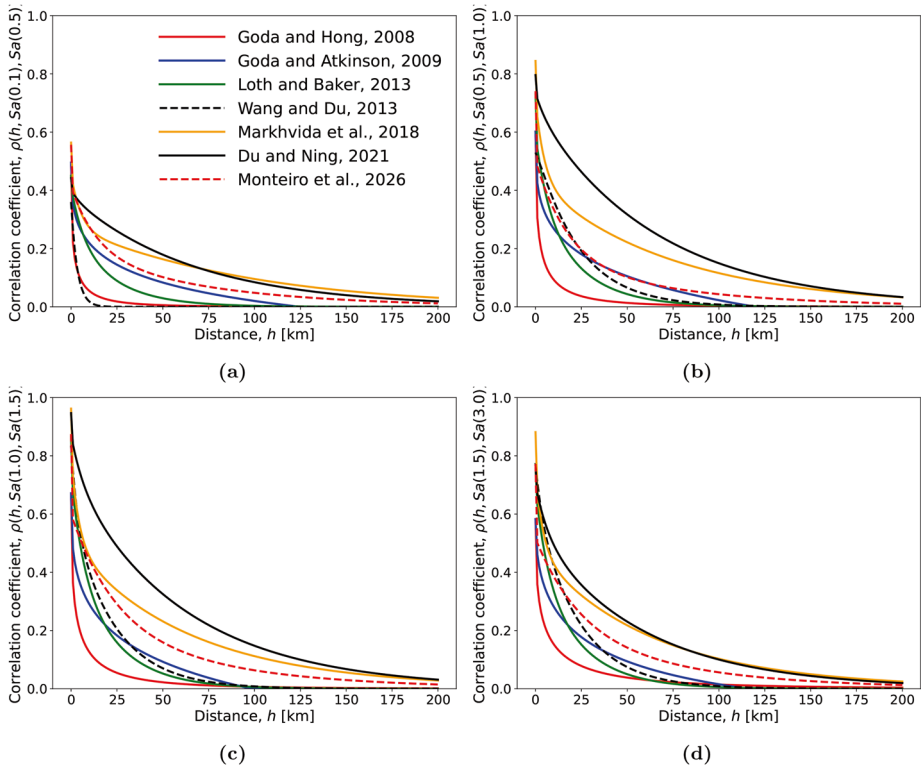 Correlation coefficient, ρ(h, Sa(0.1), Sa(0.5)
1.0
0.8
0.6
0.4
0.2
0.0
Goda and Hong, 2008
Goda and Atkinson, 2009
Loth and Baker, 2013
Wang and Du, 2013
Markhvida et al., 2018
Du and Ning, 2021
Monteiro et al., 2026
0 25 50 75 100 125 150 175 200
Distance, h [km]
(a)
Correlation coefficient, ρ(h, Sa(0.5), Sa(1.0)
1.0
0.8
0.6
0.4
0.2
0.0
0 25 50 75 100 125 150 175 200
Distance, h [km]
(b)
Correlation coefficient, ρ(h, Sa(1.0), Sa(1.5)
1.0
0.8
0.6
0.4
0.2
0.0
0 25 50 75 100 125 150 175 200
Distance, h [km]
(c)
Correlation coefficient, ρ(h, Sa(1.5), Sa(3.0)
1.0
0.8
0.6
0.4
0.2
0.0
0 25 50 75 100 125 150 175 200
Distance, h [km]
(d)